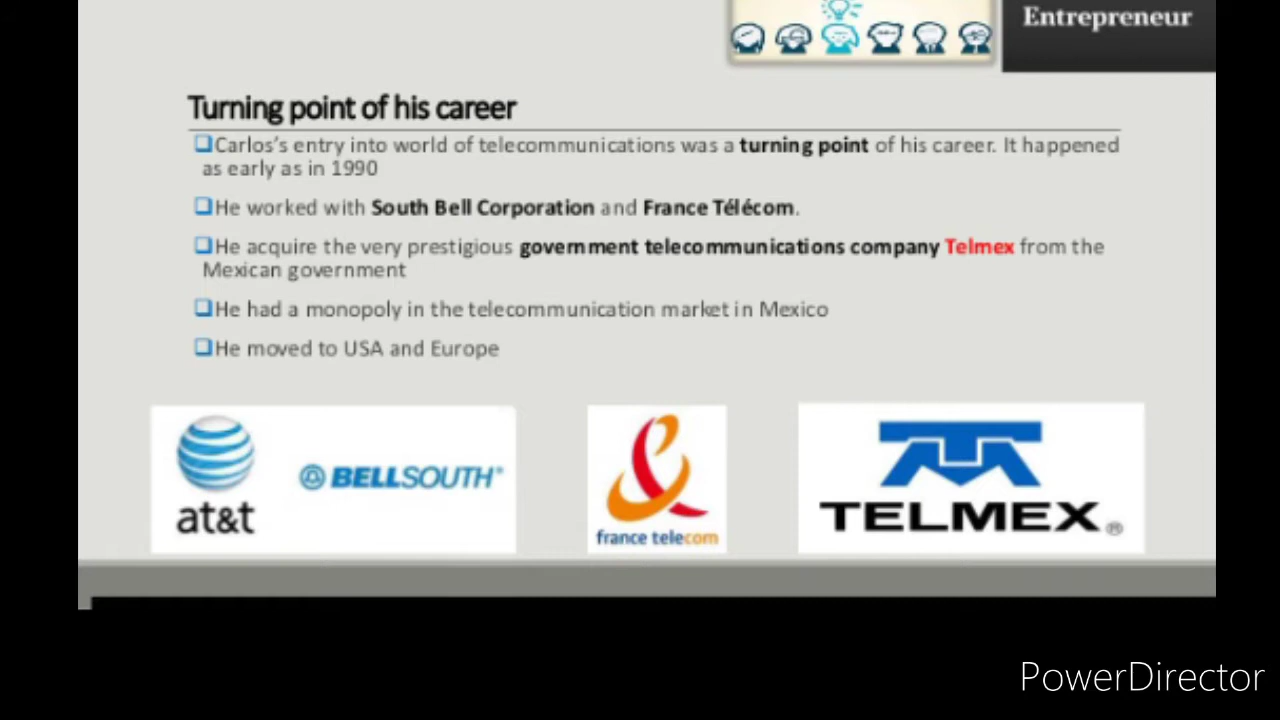 Entrepreneur
Turning point of his career
Carlos's entry into world of telecommunications was a turning point of his career. It happened
as early as in 1990
He worked with South Bell Corporation and France Télécom.
He acquire the very prestigious government telecommunications company Telmex from the
Mexican government
He had a monopoly in the telecommunication market in Mexico
He moved to USA and Europe
at&t
BELLSOUTH®
france telecom
TELMEX®
PowerDirector